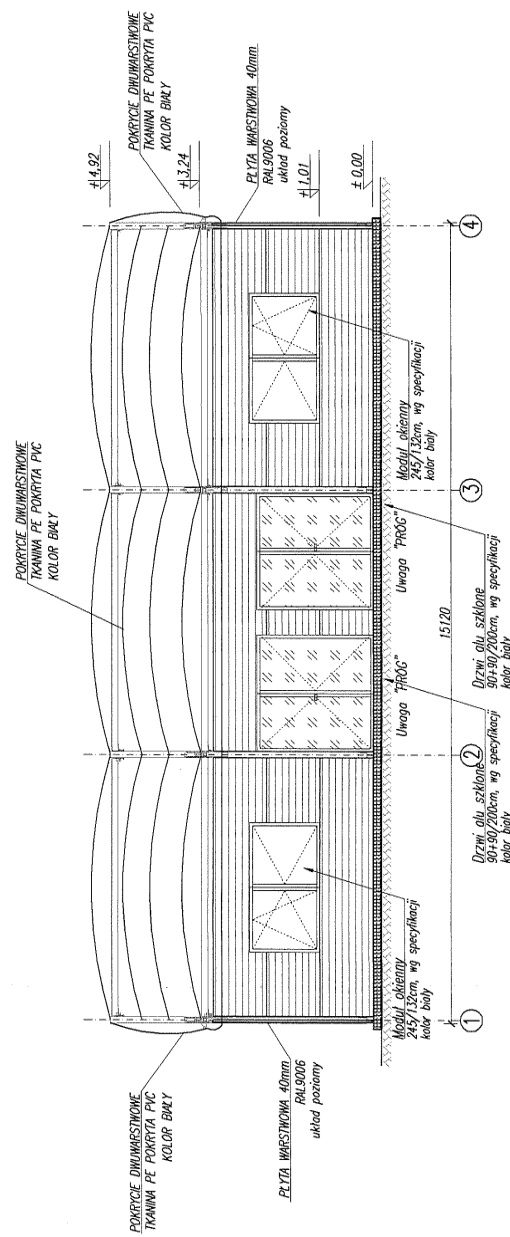 POKRYCIE DWUWARSTWOWE
TKANINA PE POKRYTA PVC
KOLOR BIAŁY
PŁYTA WARSTWOWA 40mm
RAL9006
układ poziomy
POKRYCIE DWUWARSTWOWE
TKANINA PE POKRYTA PVC
KOLOR BIAŁY
POKRYCIE DWUWARSTWOWE
TKANINA PE POKRYTA PVC
KOLOR BIAŁY
PŁYTA WARSTWOWA 40mm
RAL9006
układ poziomy
±4,92
±3,24
±1,01
±0,00
Moduł okienny
245/132cm, wg specyfikacji
kolor biały
Uwaga "PRÓG"
Drzwi alu szklone
90+90/200cm, wg specyfikacji
kolor biały
Uwaga "PRÓG"
Drzwi alu szklone
90+90/200cm, wg specyfikacji
kolor biały
Moduł okienny
245/132cm, wg specyfikacji
kolor biały
15120
1
2
3
4